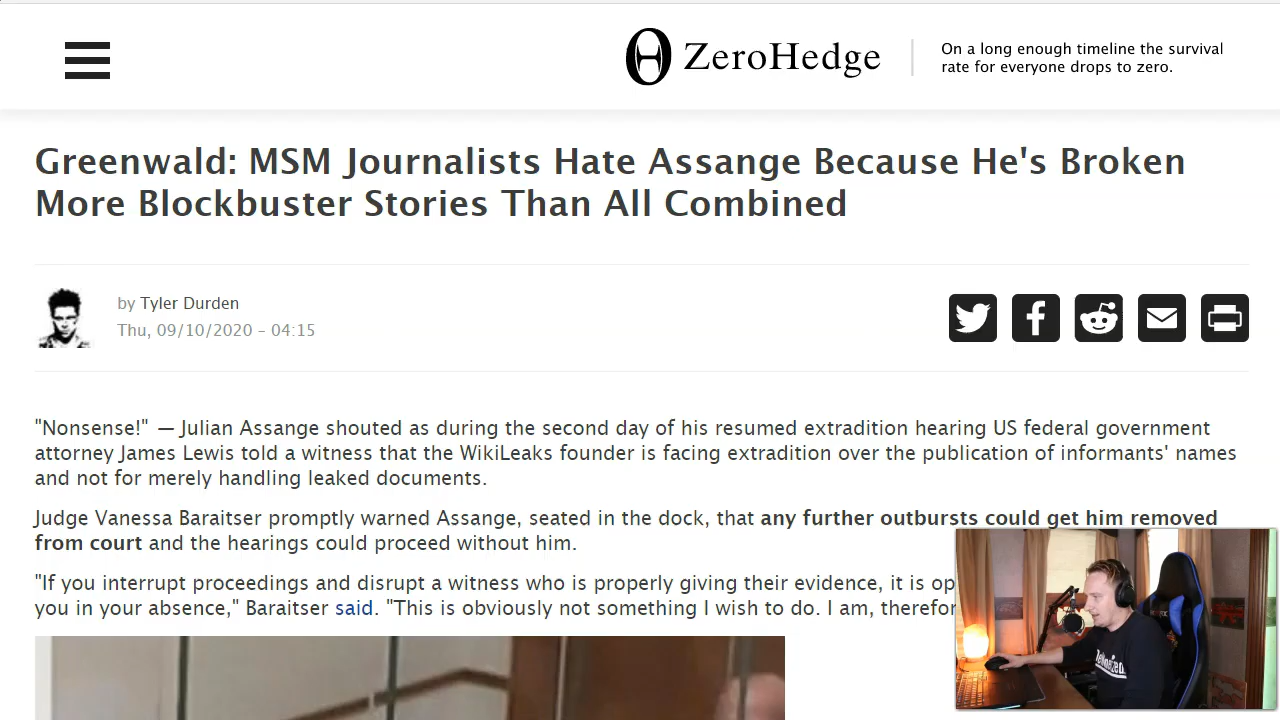 ZeroHedge
On a long enough timeline the survival
rate for everyone drops to zero.
Greenwald: MSM Journalists Hate Assange Because He's Broken
More Blockbuster Stories Than All Combined
by Tyler Durden
Thu, 09/10/2020 – 04:15
"Nonsense!" — Julian Assange shouted as during the second day of his resumed extradition hearing US federal government
attorney James Lewis told a witness that the WikiLeaks founder is facing extradition over the publication of informants' names
and not for merely handling leaked documents.
Judge Vanessa Baraitser promptly warned Assange, seated in the dock, that any further outbursts could get him removed
from court and the hearings could proceed without him.
"If you interrupt proceedings and disrupt a witness who is properly giving their evidence, it is op
you in your absence," Baraitser said. "This is obviously not something I wish to do. I am, therefor